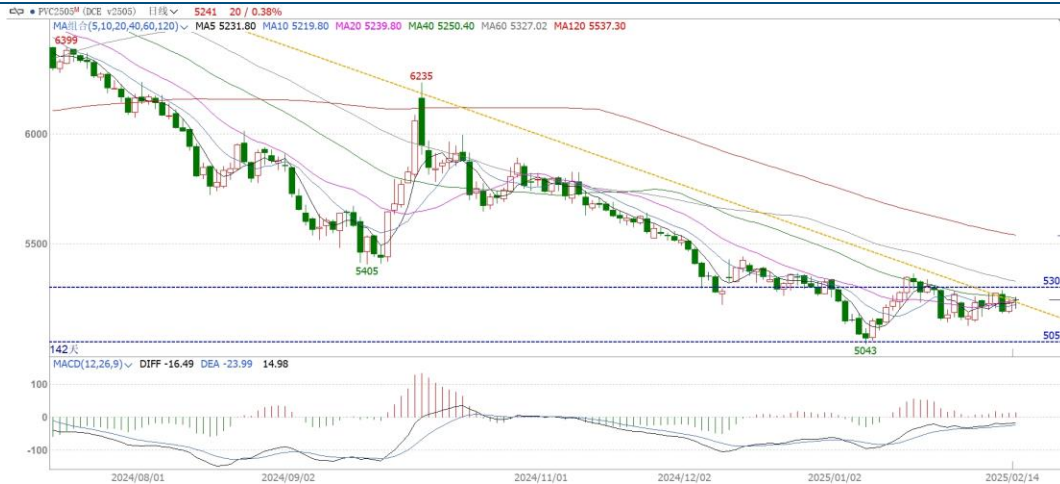 PVC2505M (DCE v2505) 日线 5241 20 / 0.38%
MA组合(5,10,20,40,60,120) MA5 5231.80 MA10 5219.80 MA20 5239.80 MA40 5250.40 MA60 5327.02 MA120 5537.30
6399
6235
6000
5500
5405
530
505
5043
142天
MACD(12,26,9) DIFF -16.49 DEA -23.99 14.98
100
0
-100
2024/08/01 2024/09/02 2024/11/01 2024/12/02 2025/01/02 2025/02/14